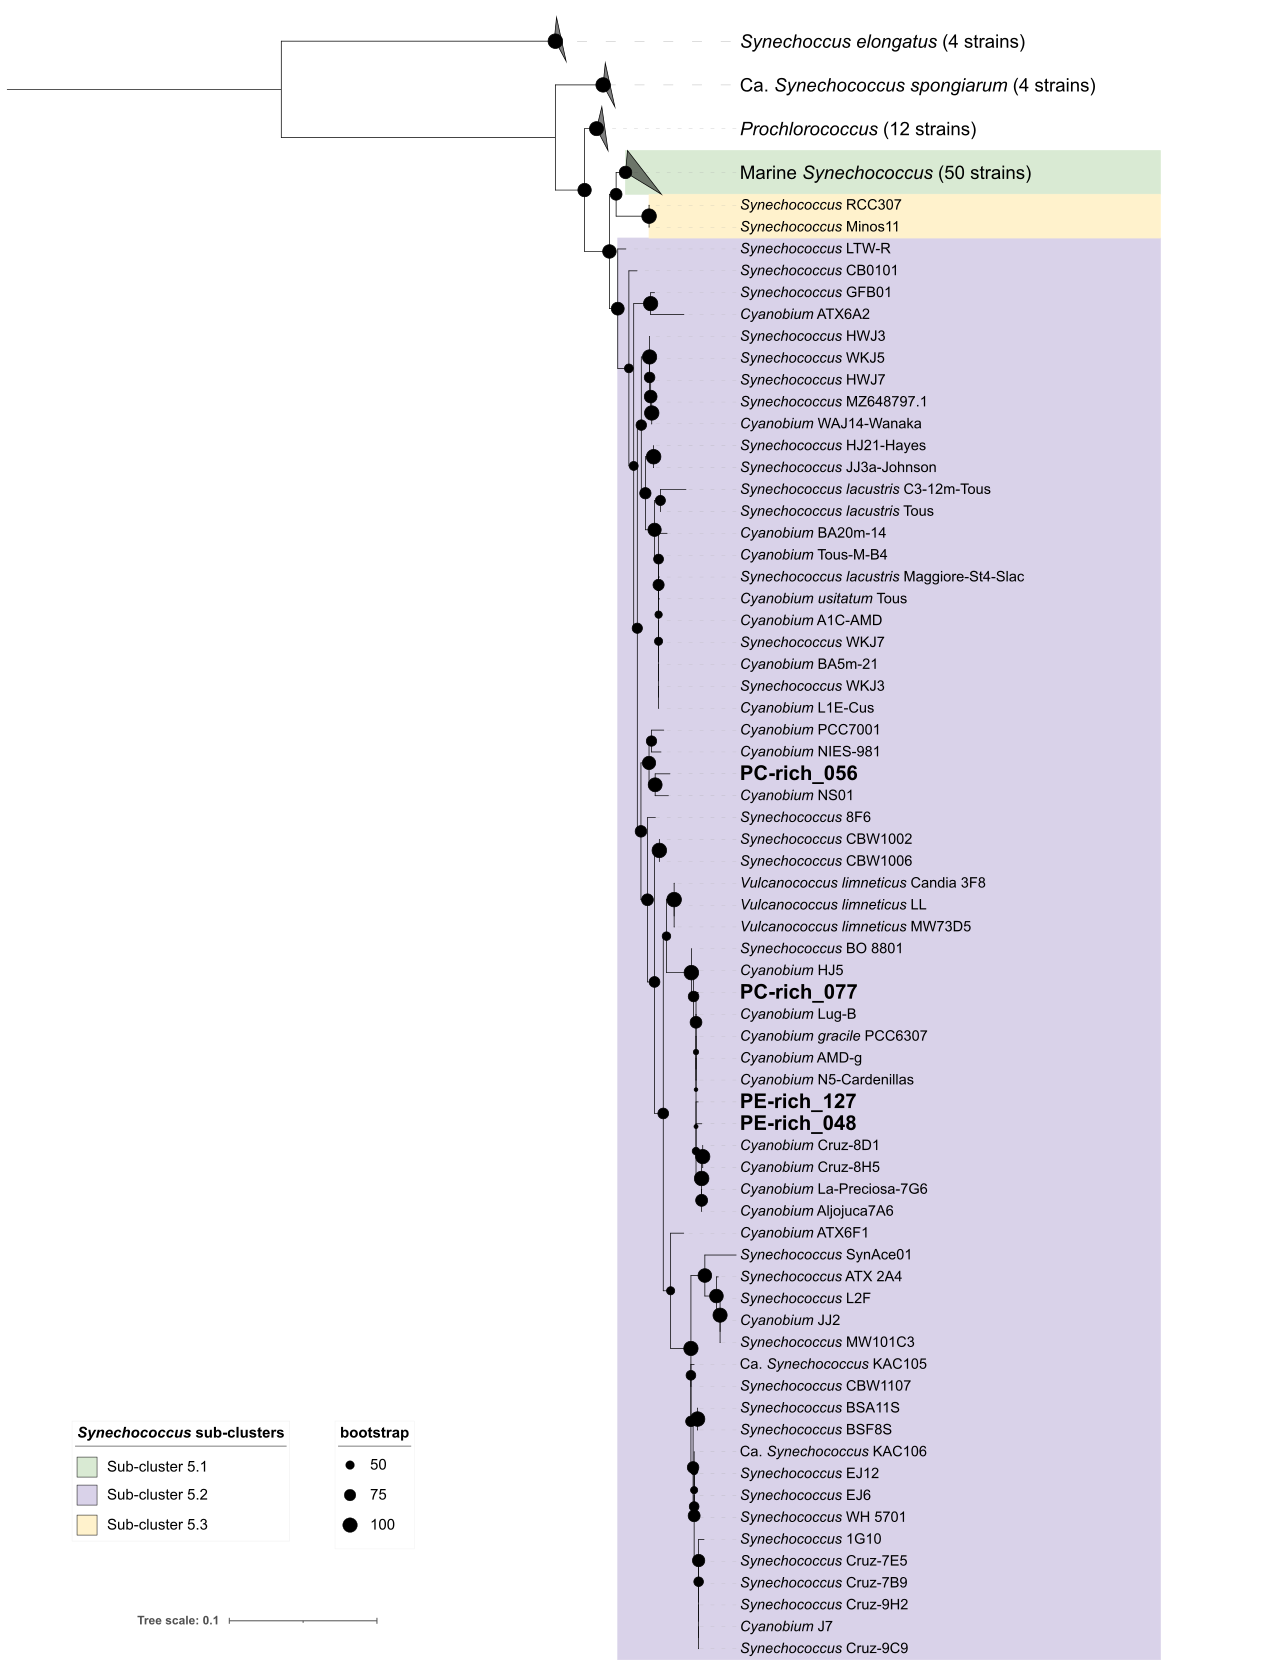 Synechoccus elongatus (4 strains)
Ca. Synechococcus spongiarum (4 strains)
Prochlorococcus (12 strains)
Marine Synechococcus (50 strains)
Synechococcus RCC307
Synechococcus Minos11
Synechococcus LTW-R
Synechococcus CB0101
Synechococcus GFB01
Cyanobium ATX6A2
Synechococcus HWJ3
Synechococcus WKJ5
Synechococcus HWJ7
Synechococcus MZ648797.1
Cyanobium WAJ14-Wanaka
Synechococcus HJ21-Hayes
Synechococcus JJ3a-Johnson
Synechococcus lacustris C3-12m-Tous
Synechococcus lacustris Tous
Cyanobium BA20m-14
Cyanobium Tous-M-B4
Synechococcus lacustris Maggiore-St4-Slac
Cyanobium usitatum Tous
Cyanobium A1C-AMD
Synechococcus WKJ7
Cyanobium BA5m-21
Synechococcus WKJ3
Cyanobium L1E-Cus
Cyanobium PCC7001
Cyanobium NIES-981
PC-rich_056
Cyanobium NS01
Synechococcus 8F6
Synechococcus CBW1002
Synechococcus CBW1006
Vulcanococcus limneticus Candia 3F8
Vulcanococcus limneticus LL
Vulcanococcus limneticus MW73D5
Synechococcus BO 8801
Cyanobium HJ5
PC-rich_077
Cyanobium Lug-B
Cyanobium gracile PCC6307
Cyanobium AMD-g
Cyanobium N5-Cardenillas
PE-rich_127
PE-rich_048
Cyanobium Cruz-8D1
Cyanobium Cruz-8H5
Cyanobium La-Preciosa-7G6
Cyanobium Aljojuca7A6
Cyanobium ATX6F1
Synechococcus SynAce01
Synechococcus ATX 2A4
Synechococcus L2F
Cyanobium JJ2
Synechococcus MW101C3
Ca. Synechococcus KAC105
Synechococcus CBW1107
Synechococcus BSA11S
Synechococcus BSF8S
Ca. Synechococcus KAC106
Synechococcus EJ12
Synechococcus EJ6
Synechococcus WH 5701
Synechococcus 1G10
Synechococcus Cruz-7E5
Synechococcus Cruz-7B9
Synechococcus Cruz-9H2
Cyanobium J7
Synechococcus Cruz-9C9
Synechococcus sub-clusters
Sub-cluster 5.1
Sub-cluster 5.2
Sub-cluster 5.3
bootstrap
50
75
100
Tree scale: 0.1